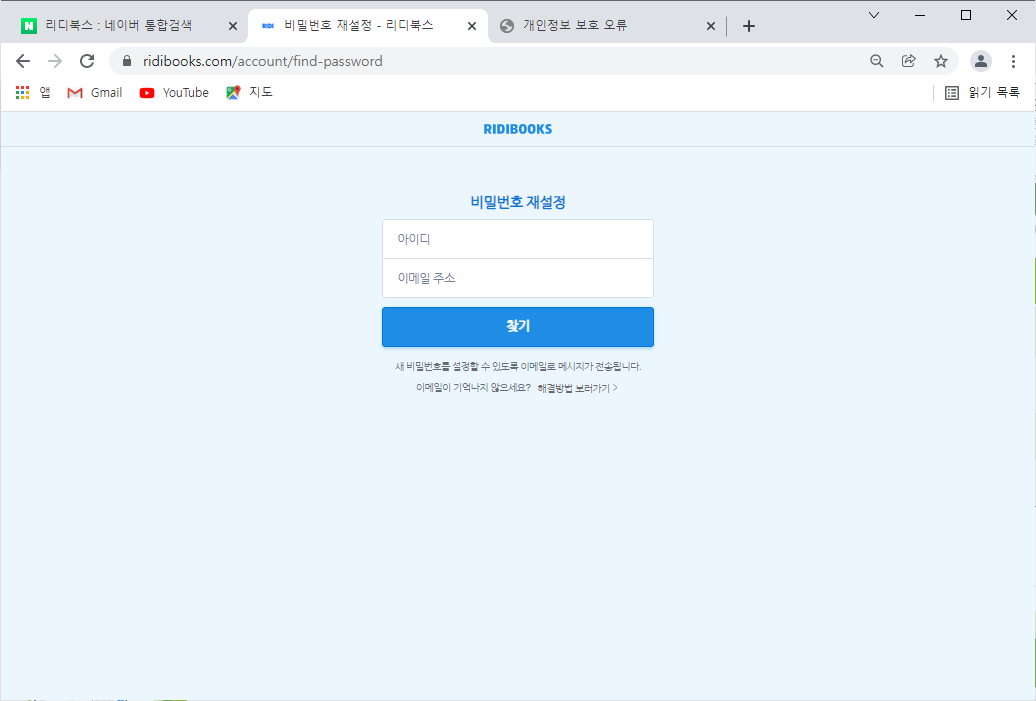 리디북스 : 네이버 통합검색
비밀번호 재설정 - 리디북스
개인정보 보호 오류
ridibooks.com/account/find-password
앱 Gmail YouTube 지도 읽기 목록
RIDIBOOKS
비밀번호 재설정
아이디
이메일 주소
찾기
새 비밀번호를 설정할 수 있도록 이메일로 메시지가 전송됩니다.
이메일이 기억나지 않으세요? 해결방법 보러가기 >